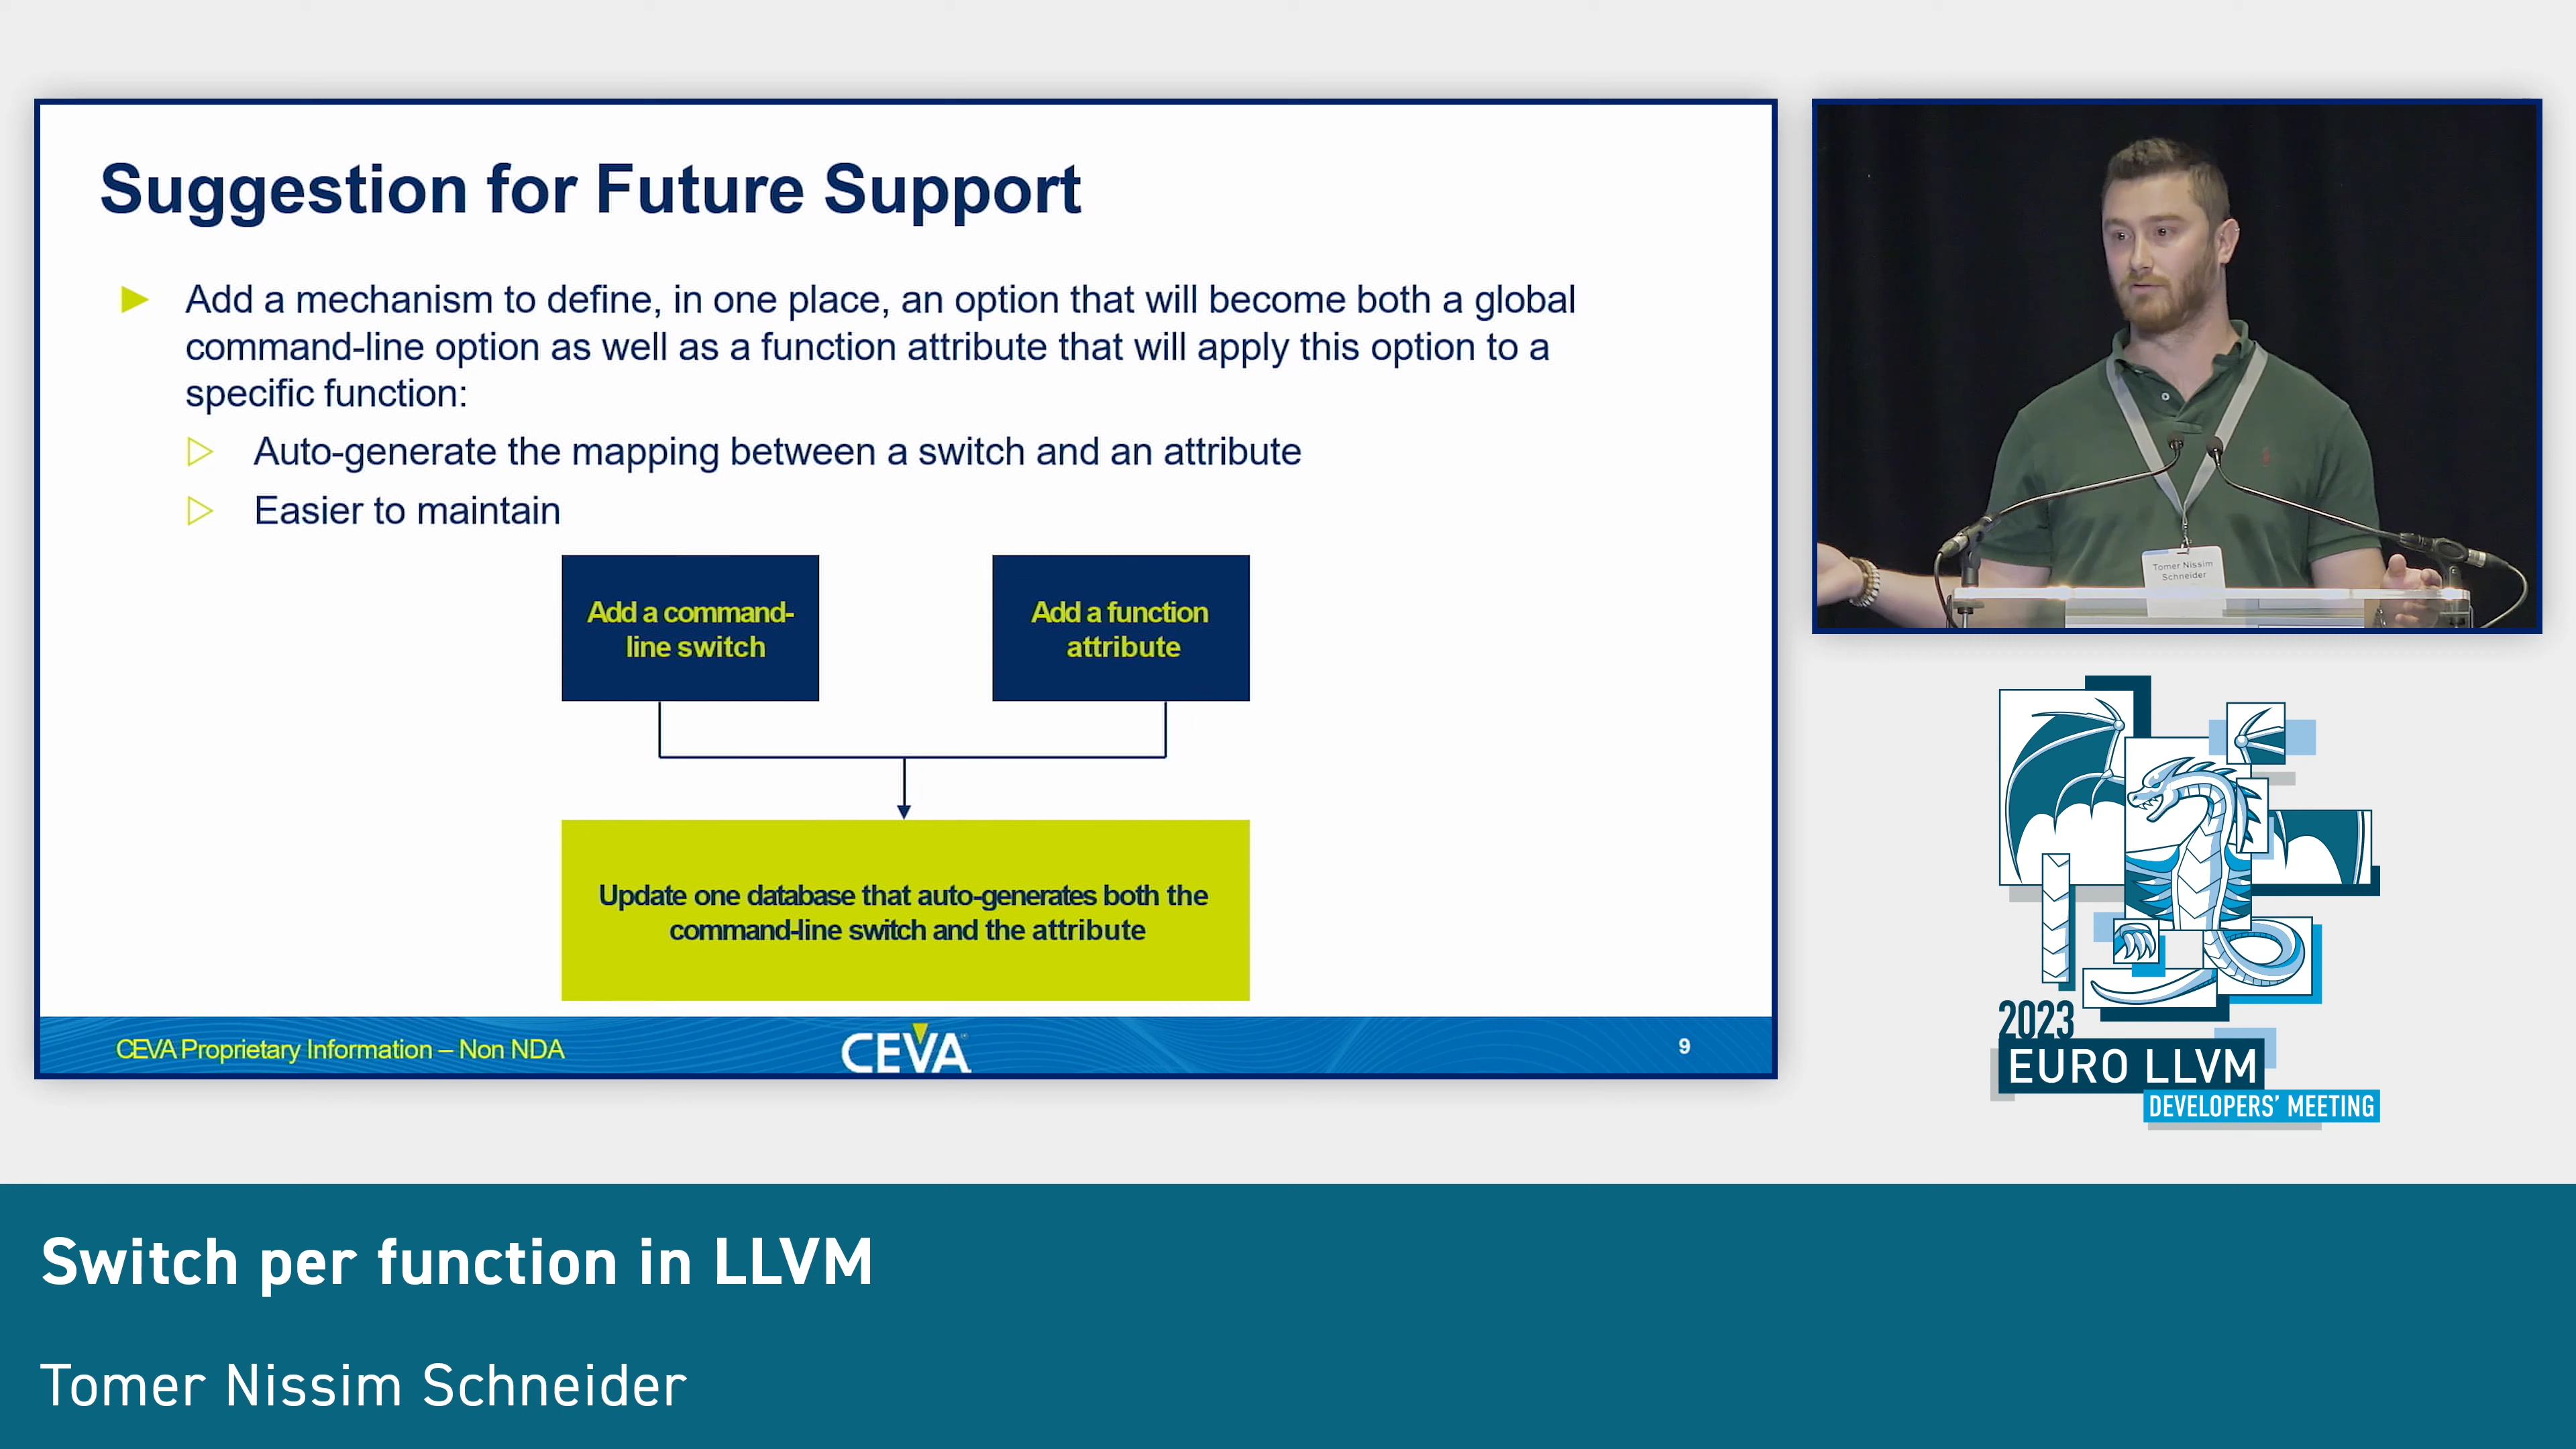 Suggestion for Future Support
Add a mechanism to define, in one place, an option that will become both a global
command-line option as well as a function attribute that will apply this option to a
specific function:
Auto-generate the mapping between a switch and an attribute
Easier to maintain
Add a command-
line switch
Add a function
attribute
Update one database that auto-generates both the
command-line switch and the attribute
CEVA Proprietary Information – Non NDA
CEVA
9
Tomer Nissim
Schneider
2023
EURO LLVM
DEVELOPERS' MEETING
Switch per function in LLVM
Tomer Nissim Schneider